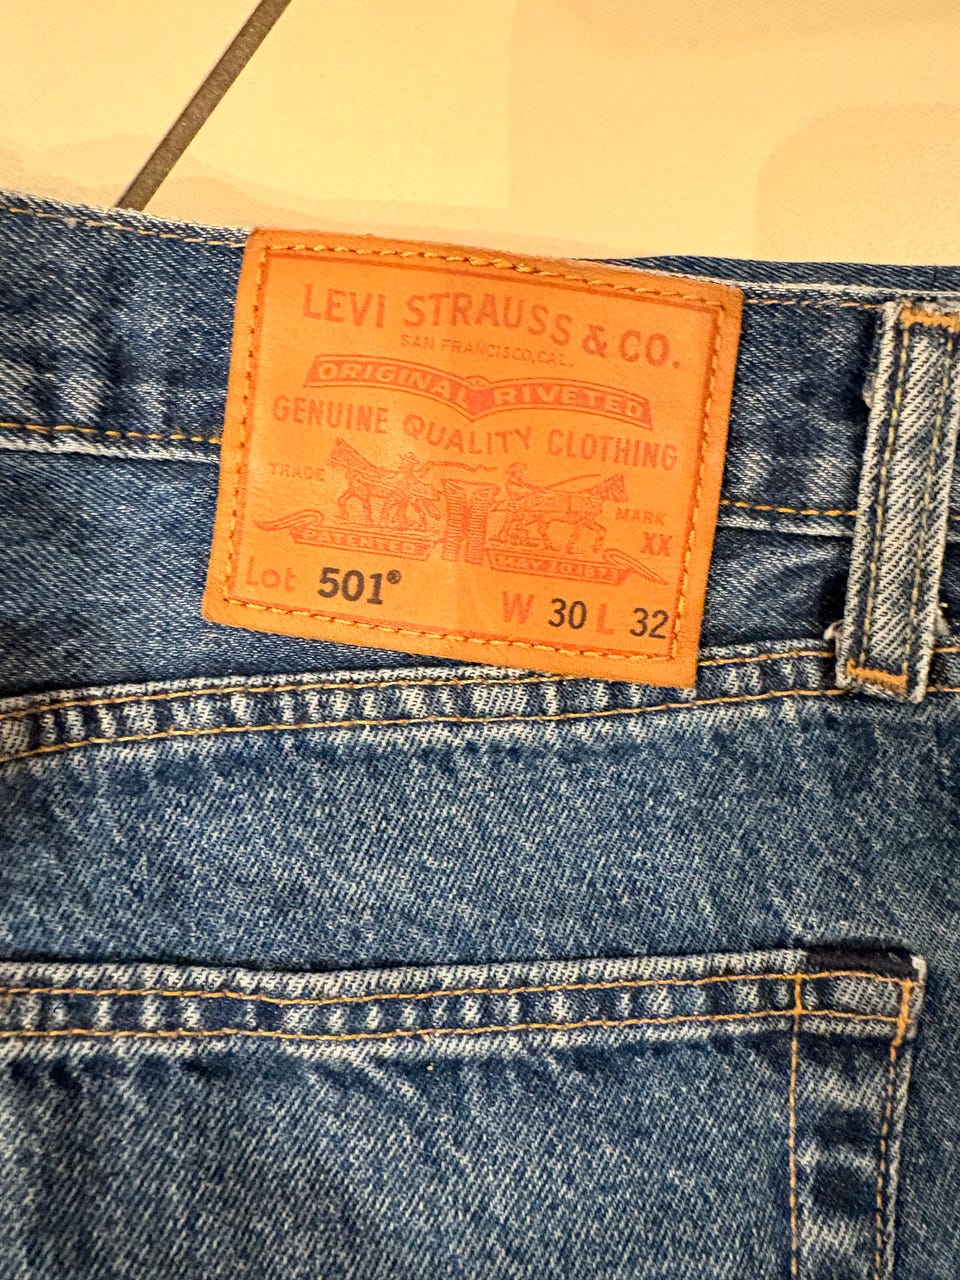 LEVI STRAUSS & CO.
SAN FRANCISCO, CAL.
ORIGINAL RIVETED
GENUINE QUALITY CLOTHING
TRADE MARK
XX
PATENTED MAY 20 1873
Lot 501® W 30 L 32